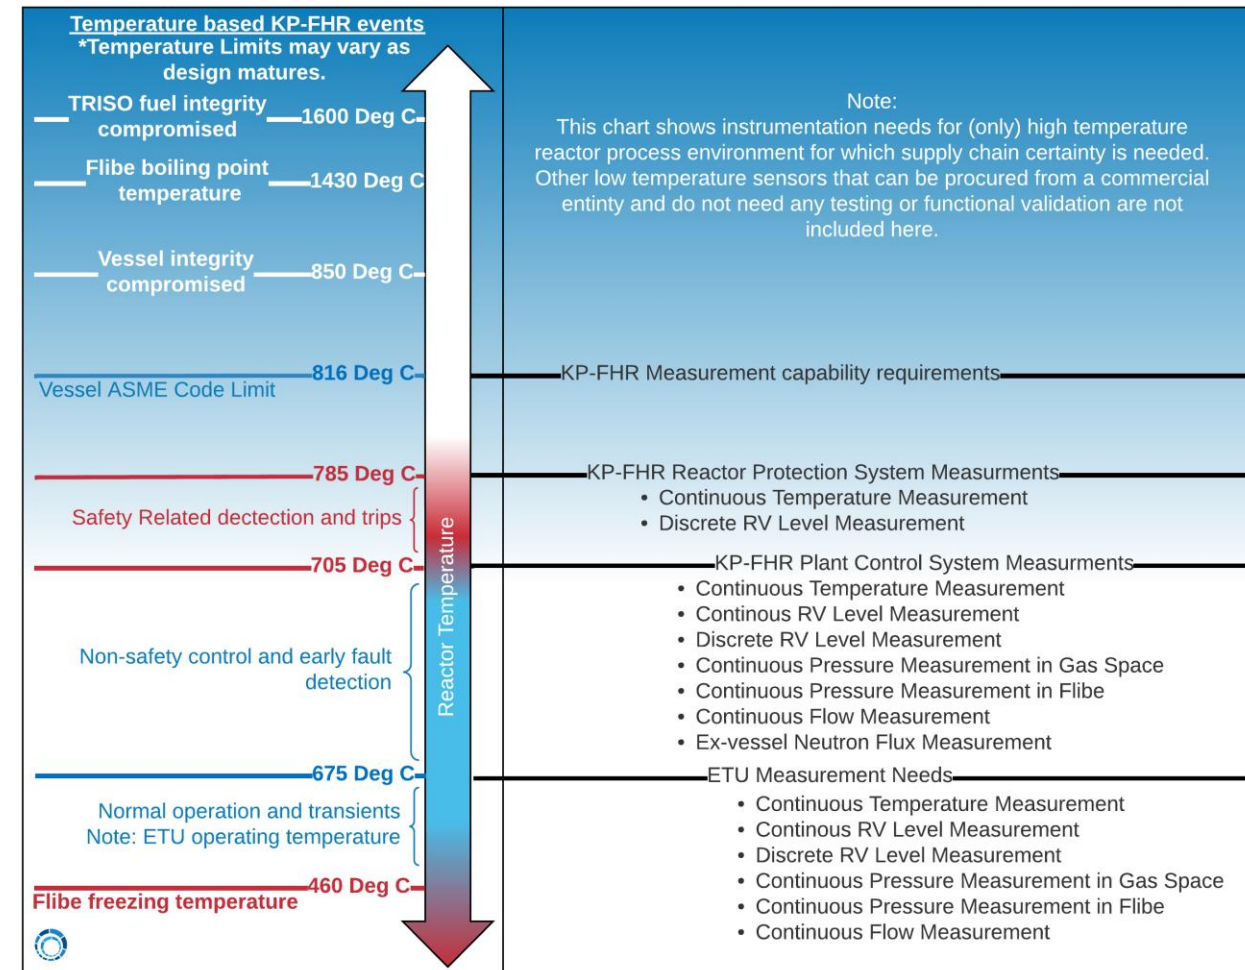 Temperature based KP-FHR events
*Temperature Limits may vary as
design matures.
TRISO fuel integrity
compromised
1600 Deg C
Flibe boiling point
temperature
1430 Deg C
Vessel integrity
compromised
850 Deg C
816 Deg C
Vessel ASME Code Limit
785 Deg C
Safety Related dectection and trips
705 Deg C
Non-safety control and early fault
detection
675 Deg C
Normal operation and transients
Note: ETU operating temperature
460 Deg C
Flibe freezing temperature
Reactor Temperature
Note:
This chart shows instrumentation needs for (only) high temperature
reactor process environment for which supply chain certainty is needed.
Other low temperature sensors that can be procured from a commercial
entinty and do not need any testing or functional validation are not
included here.
KP-FHR Measurement capability requirements
KP-FHR Reactor Protection System Measurments
• Continuous Temperature Measurement
• Discrete RV Level Measurement
KP-FHR Plant Control System Measurments
• Continuous Temperature Measurement
• Continous RV Level Measurement
• Discrete RV Level Measurement
• Continuous Pressure Measurement in Gas Space
• Continuous Pressure Measurement in Flibe
• Continuous Flow Measurement
• Ex-vessel Neutron Flux Measurement
ETU Measurement Needs
• Continuous Temperature Measurement
• Continous RV Level Measurement
• Discrete RV Level Measurement
• Continuous Pressure Measurement in Gas Space
• Continuous Pressure Measurement in Flibe
• Continuous Flow Measurement